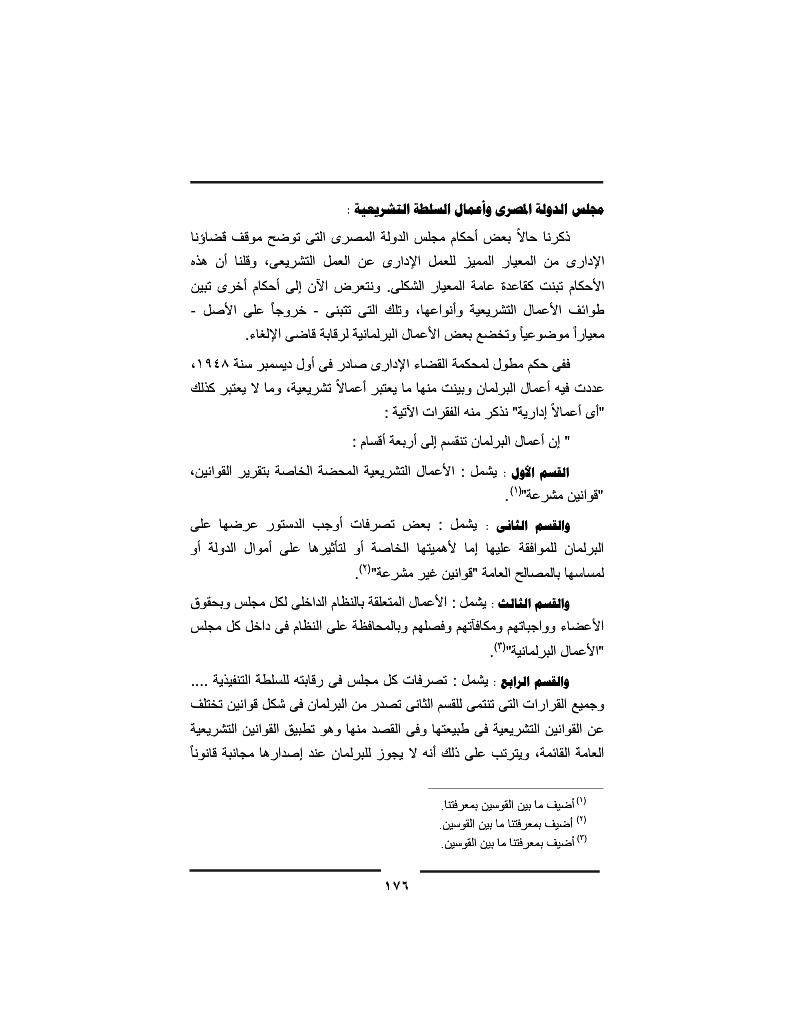 مجلس الدولة المصرى وأعمال السلطة التشريعية :
ذكرنا حالاً بعض أحكام مجلس الدولة المصرى التى توضح موقف قضاؤنا
الإدارى من المعيار المميز للعمل الإدارى عن العمل التشريعى، وقلنا أن هذه
الأحكام تبنت كقاعدة عامة المعيار الشكلى. ونتعرض الآن إلى أحكام أخرى تبين
طوائف الأعمال التشريعية وأنواعها، وتلك التى تتبنى - خروجاً على الأصل -
معياراً موضوعياً وتخضع بعض الأعمال البرلمانية لرقابة قاضى الإلغاء.
ففى حكم مطول لمحكمة القضاء الإدارى صادر فى أول ديسمبر سنة ١٩٤٨،
عددت فيه أعمال البرلمان وبينت منها ما يعتبر أعمالاً تشريعية، وما لا يعتبر كذلك
"أى أعمالاً إدارية" نذكر منه الفقرات الآتية :
" إن أعمال البرلمان تنقسم إلى أربعة أقسام :
القسم الأول : يشمل : الأعمال التشريعية المحضة الخاصة بتقرير القوانين،
"قوانين مشرعة"(١).
والقسم الثانى : يشمل : بعض تصرفات أوجب الدستور عرضها على
البرلمان للموافقة عليها إما لأهميتها الخاصة أو لتأثيرها على أموال الدولة أو
لمساسها بالمصالح العامة "قوانين غير مشرعة"(٢).
والقسم الثالث : يشمل : الأعمال المتعلقة بالنظام الداخلى لكل مجلس وبحقوق
الأعضاء وواجباتهم ومكافآتهم وفصلهم وبالمحافظة على النظام فى داخل كل مجلس
"الأعمال البرلمانية"(٣).
والقسم الرابع : يشمل : تصرفات كل مجلس فى رقابته للسلطة التنفيذية ....
وجميع القرارات التى تنتمى للقسم الثانى تصدر من البرلمان فى شكل قوانين تختلف
عن القوانين التشريعية فى طبيعتها وفى القصد منها وهو تطبيق القوانين التشريعية
العامة القائمة، ويترتب على ذلك أنه لا يجوز للبرلمان عند إصدارها مجانبة قانوناً
(١) أضيف ما بين القوسين بمعرفتنا.
(٢) أضيف بمعرفتنا ما بين القوسين.
(٣) أضيف بمعرفتنا ما بين القوسين.
١٧٦